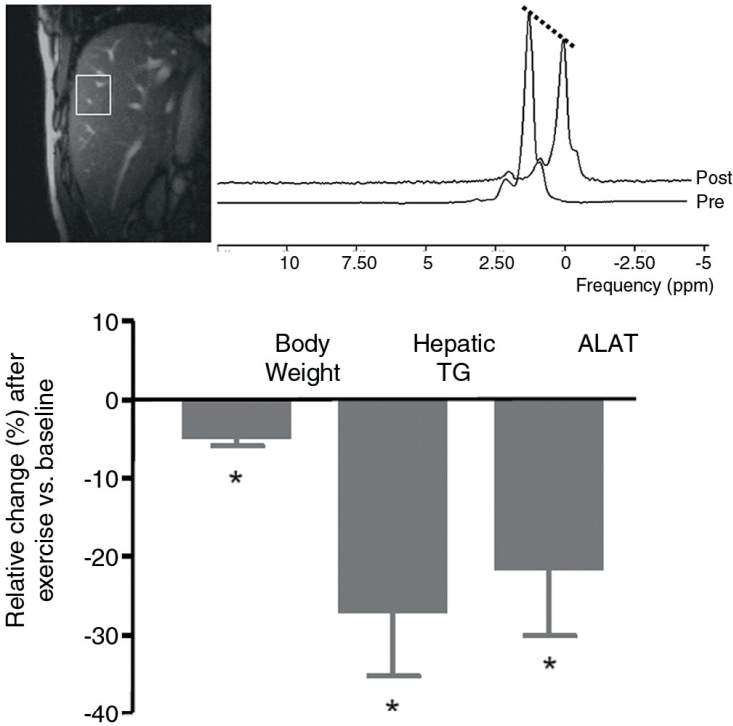 Post
Pre
10 7.50 5 2.50 0 -2.50 -5
Frequency (ppm)
Relative change (%) after
exercise vs. baseline
10
0
-10
-20
-30
-40
Body
Weight
Hepatic
TG
ALAT
*
*
*